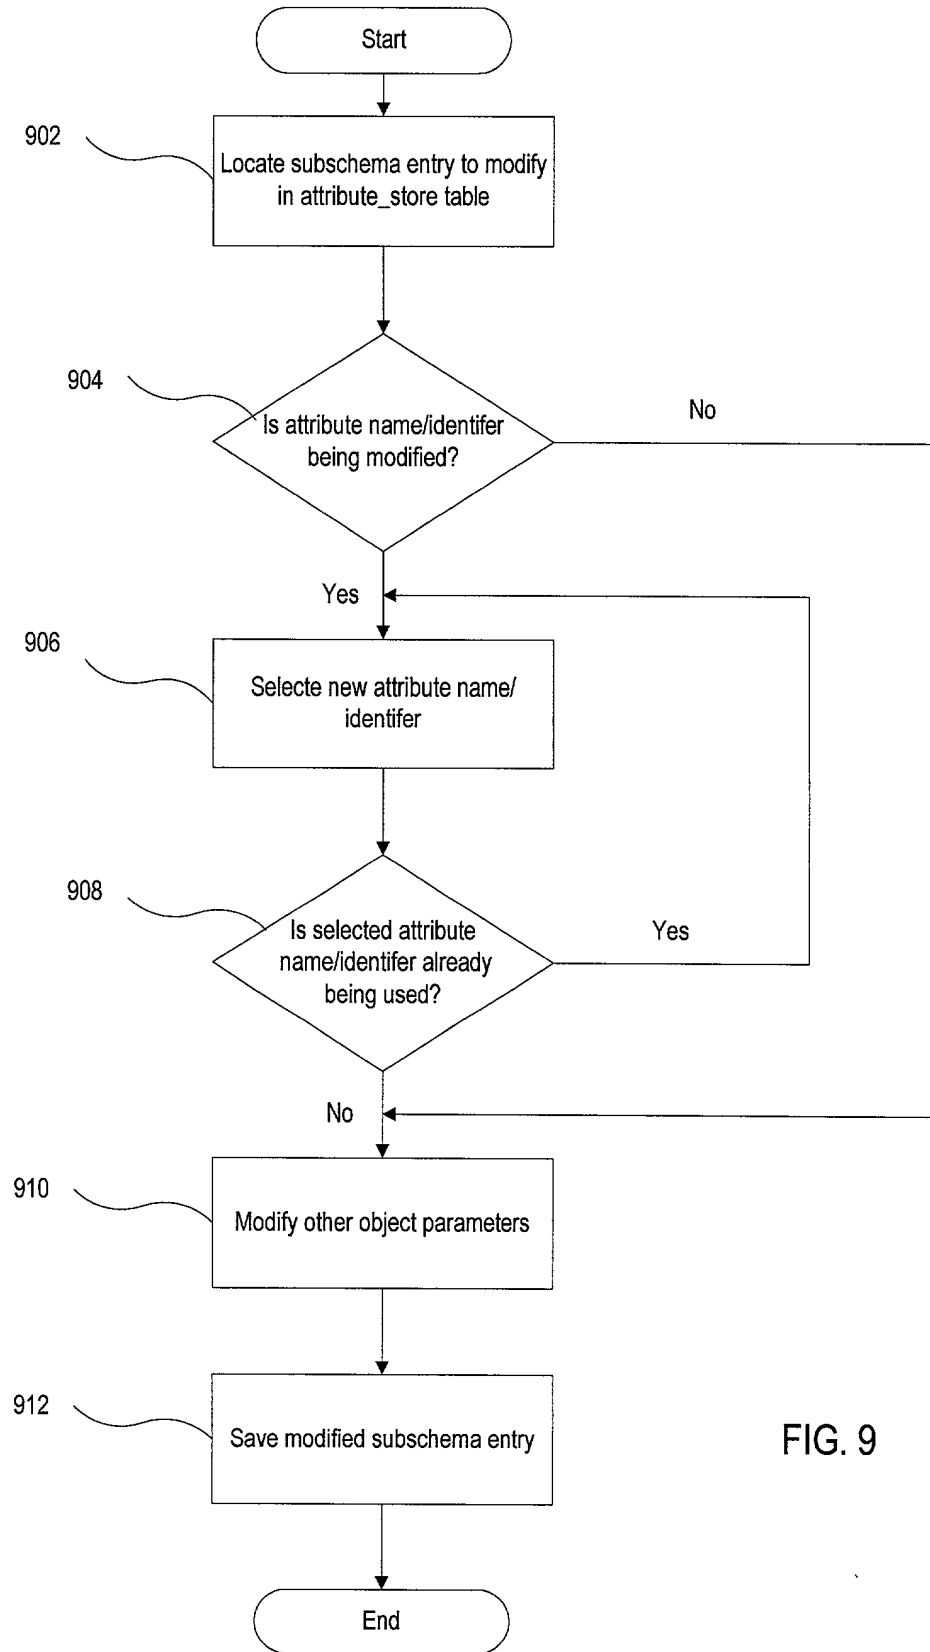 Start
902
Locate subschema entry to modify
in attribute_store table
904
Is attribute name/identifer
being modified?
No
Yes
906
Selecte new attribute name/
identifer
908
Is selected attribute
name/identifer already
being used?
Yes
No
910
Modify other object parameters
912
Save modified subschema entry
FIG. 9
End